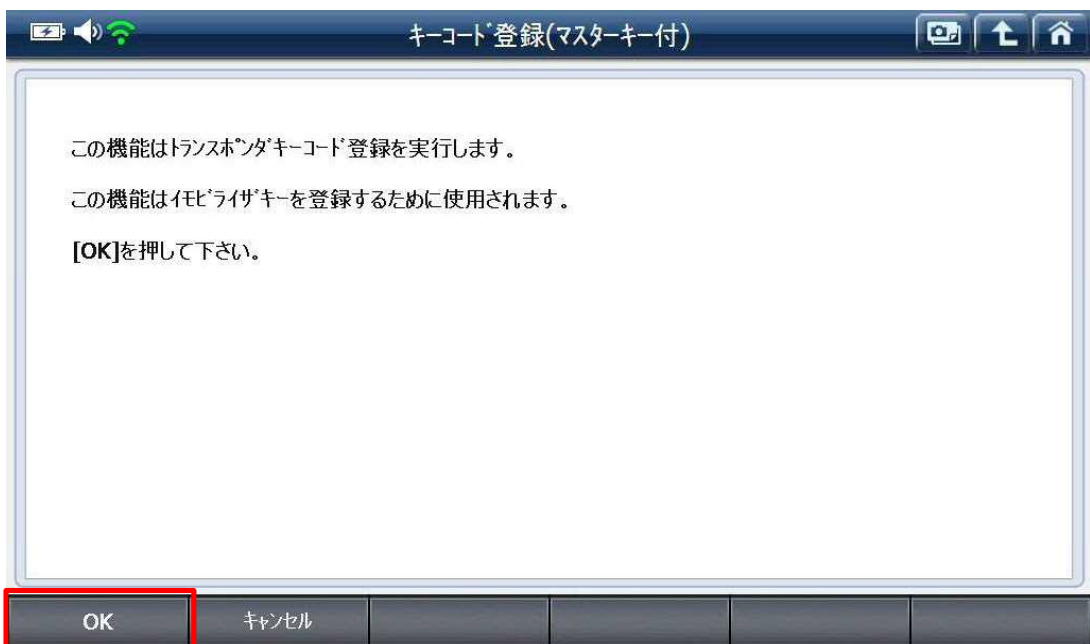 ｷｰｺｰﾄﾞ登録(ﾏｽﾀｰｷｰ付)
この機能はﾄﾗﾝｽﾎﾟﾝﾀﾞｷｰｺｰﾄﾞ登録を実行します。
この機能はｲﾓﾋﾞﾗｲｻﾞｷｰを登録するために使用されます。
[OK]を押して下さい。
OK ｷｬﾝｾﾙ